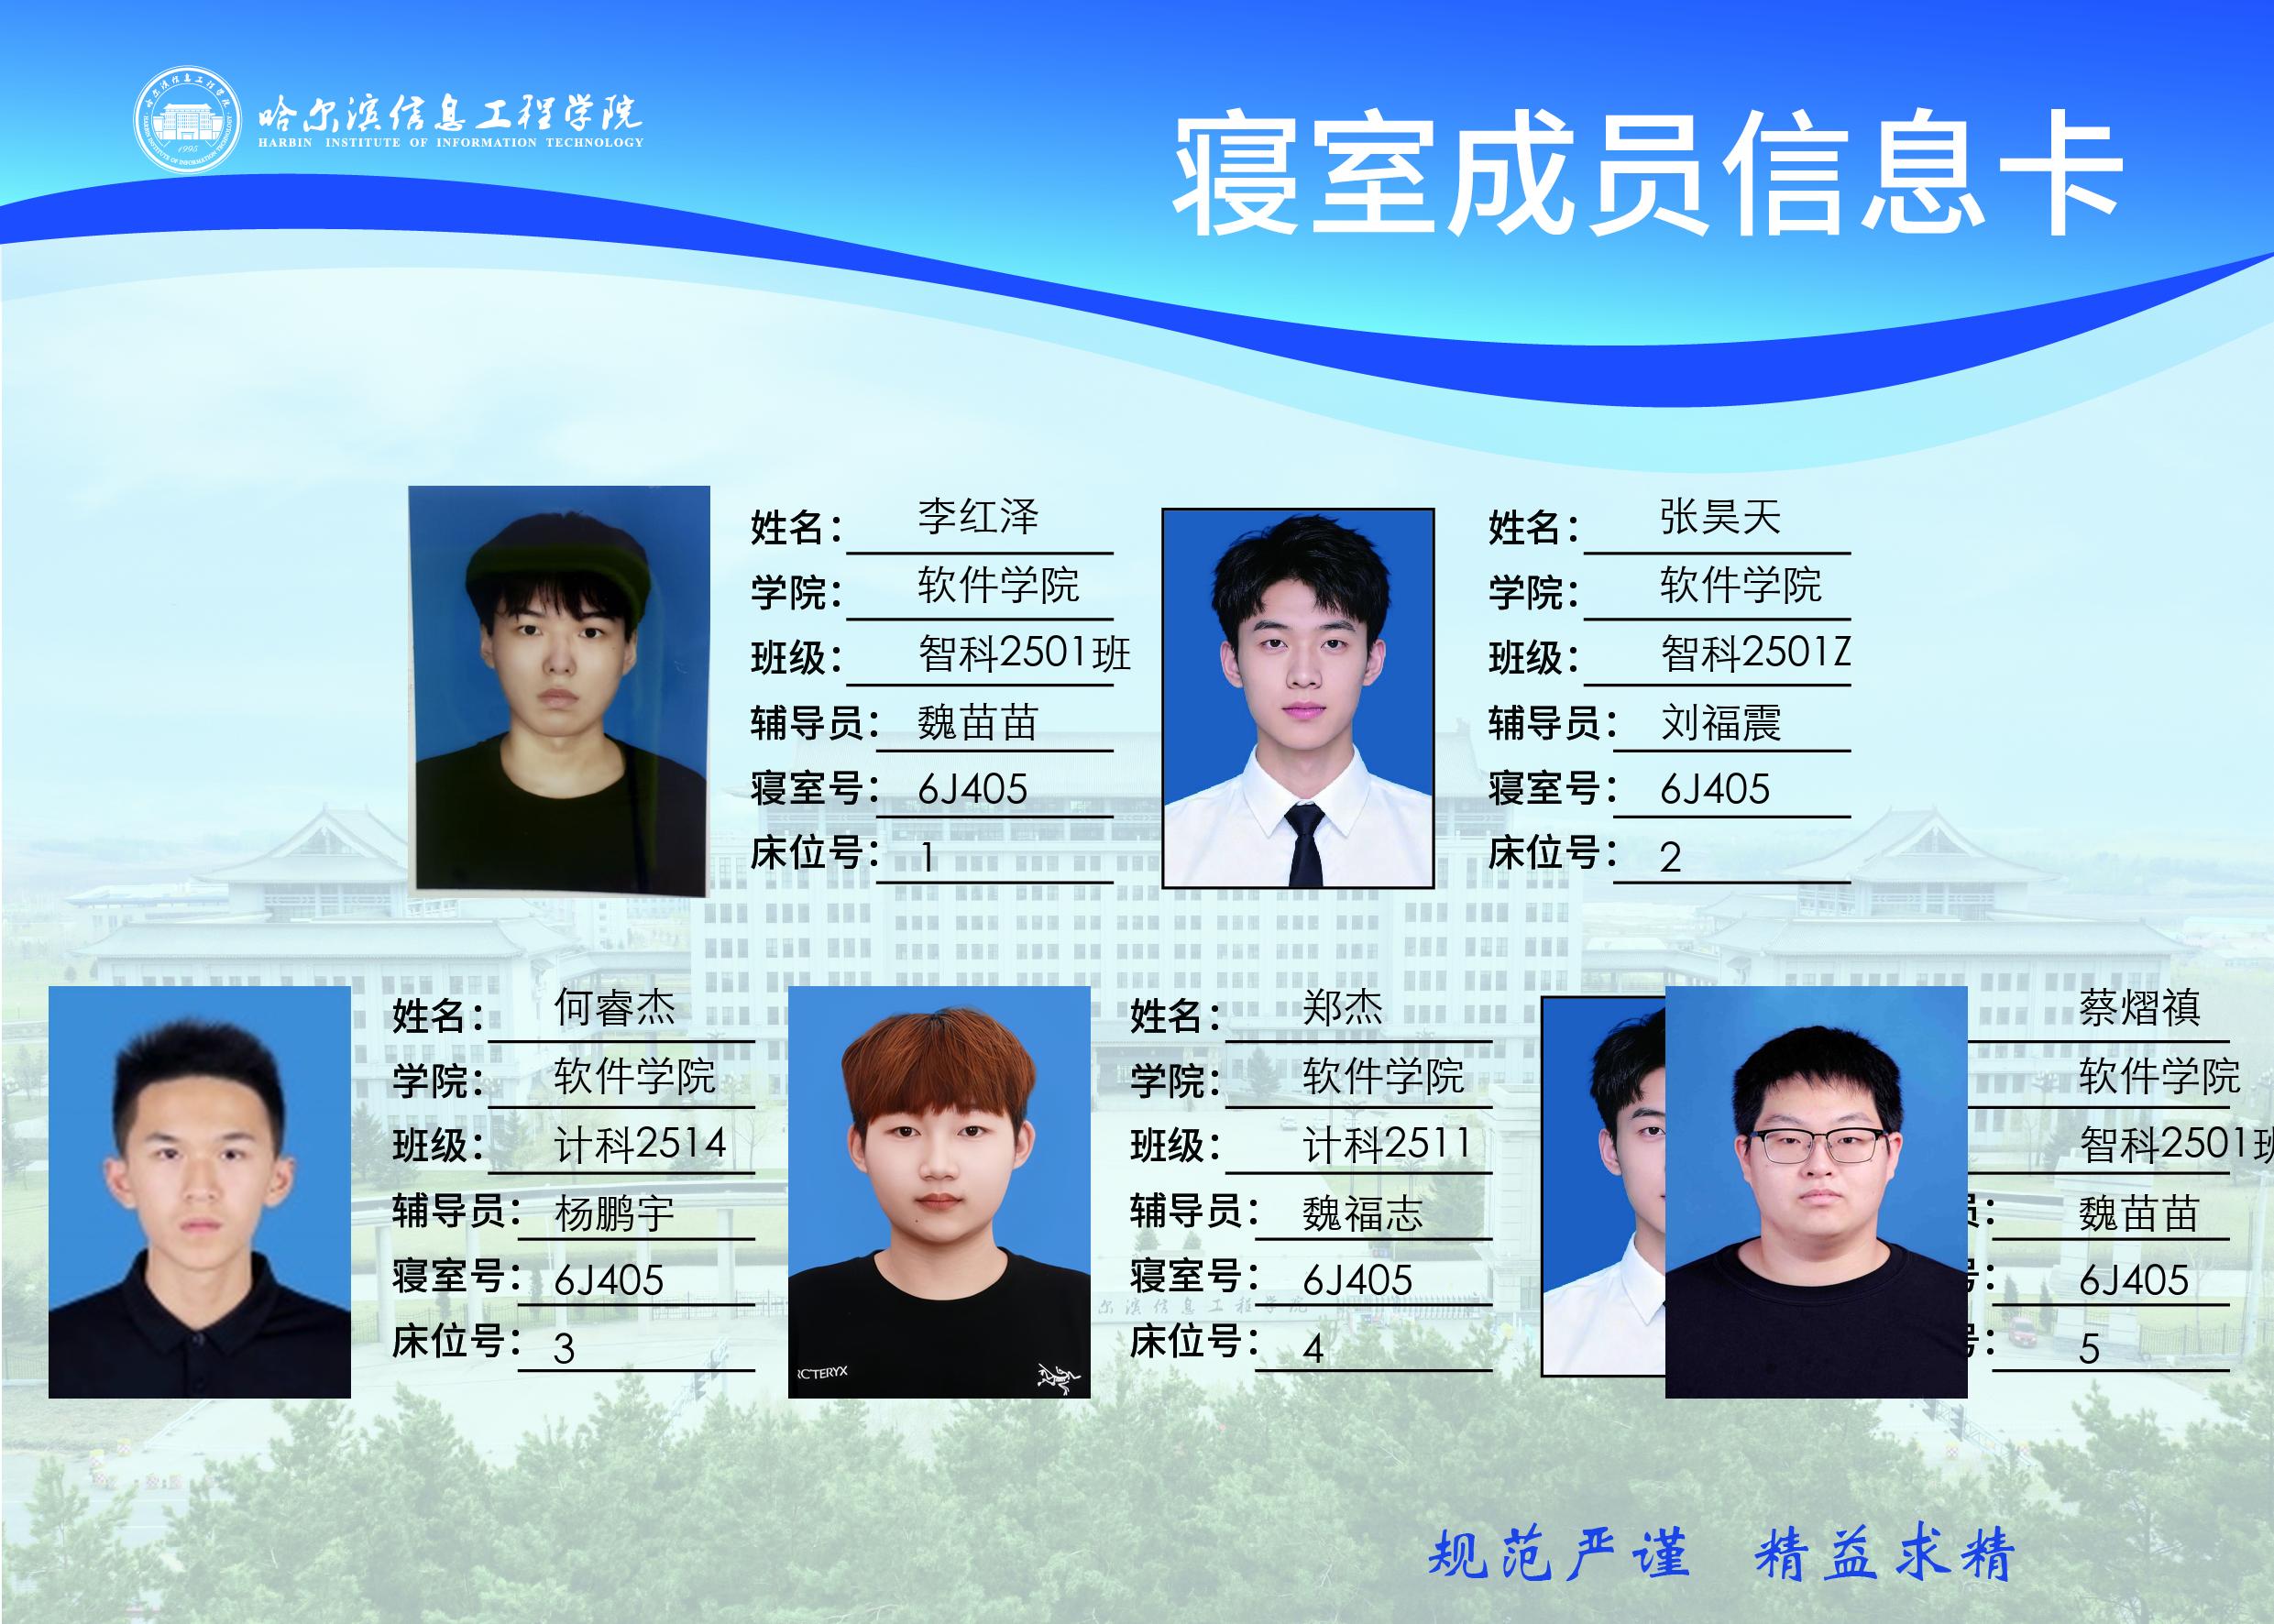 哈尔滨信息工程学院
HARBIN INSTITUTE OF INFORMATION TECHNOLOGY
1995
寝室成员信息卡
姓名：李红泽
学院：软件学院
班级：智科2501班
辅导员：魏苗苗
寝室号：6J405
床位号：1
姓名：张昊天
学院：软件学院
班级：智科2501Z
辅导员：刘福震
寝室号：6J405
床位号：2
姓名：何睿杰
学院：软件学院
班级：计科2514
辅导员：杨鹏宇
寝室号：6J405
床位号：3
姓名：郑杰
学院：软件学院
班级：计科2511
辅导员：魏福志
寝室号：6J405
床位号：4
RC'TERYX
蔡熠禛
软件学院
智科2501班
员：魏苗苗
号：6J405
号：5
规范严谨 精益求精